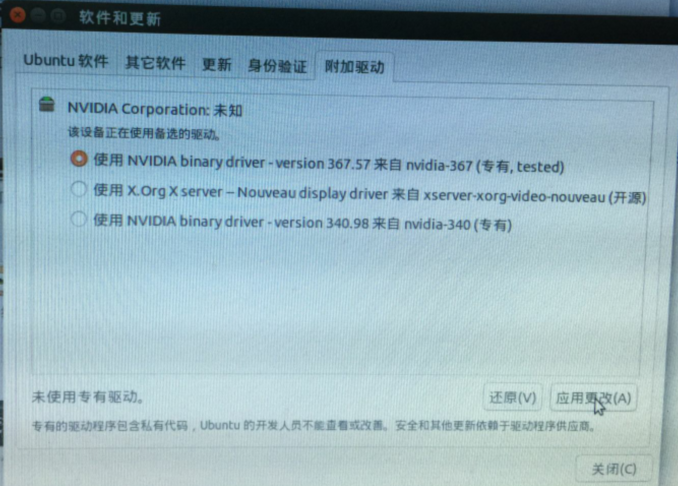 软件和更新
Ubuntu 软件 其它软件 更新 身份验证 附加驱动
NVIDIA Corporation: 未知
该设备正在使用备选的驱动。
使用 NVIDIA binary driver - version 367.57 来自 nvidia-367 (专有, tested)
使用 X.Org X server – Nouveau display driver 来自 xserver-xorg-video-nouveau (开源)
使用 NVIDIA binary driver - version 340.98 来自 nvidia-340 (专有)
未使用专有驱动。
还原(V) 应用更改(A)
专有的驱动程序包含私有代码，Ubuntu 的开发人员不能查看或改善。安全和其他更新依赖于驱动程序供应商。
关闭(C)